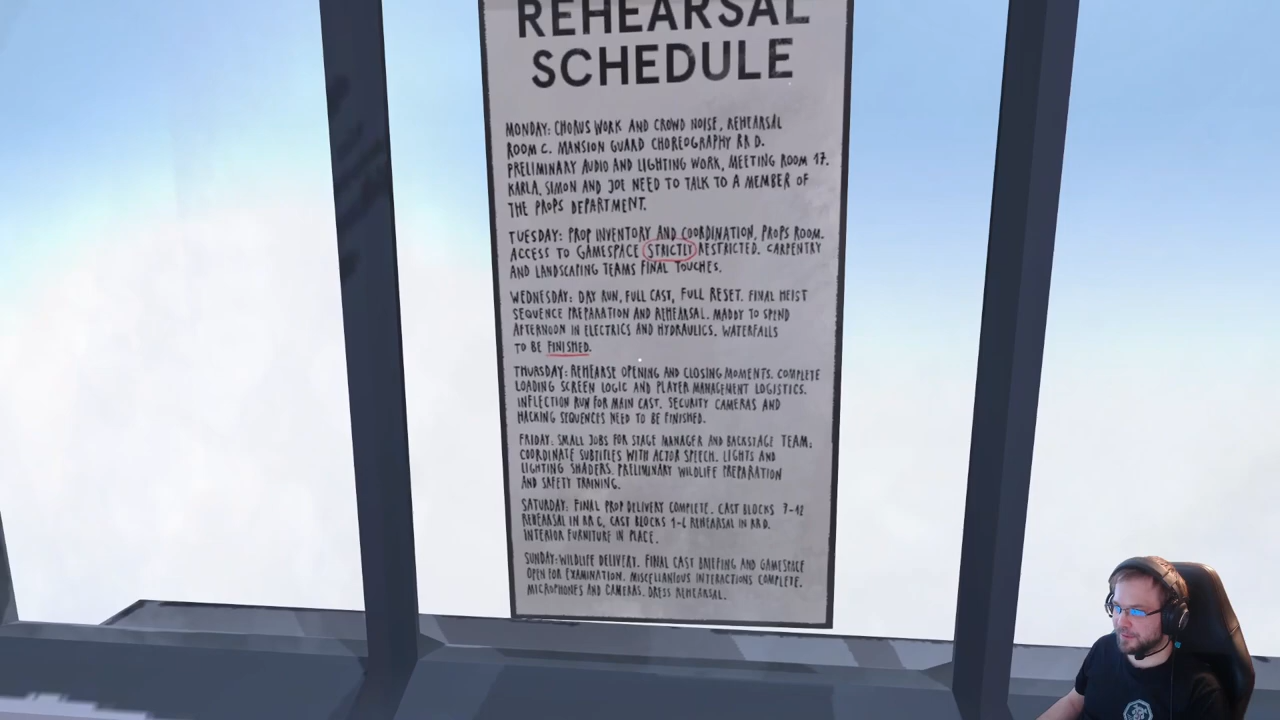 REHEARSAL
SCHEDULE
MONDAY: CHORUS WORK AND CROWD NOISE, REHEARSAL
ROOM C. MANSION GUARD CHOREOGRAPHY RR D.
PRELIMINARY AUDIO AND LIGHTING WORK, MEETING ROOM 17.
KARLA, SIMON AND JOE NEED TO TALK TO A MEMBER OF
THE PROPS DEPARTMENT.
TUESDAY: PROP INVENTORY AND COORDINATION, PROPS ROOM.
ACCESS TO GAMESPACE STRICTLY RESTRICTED. CARPENTRY
AND LANDSCAPING TEAMS FINAL TOUCHES.
WEDNESDAY: DAY RUN, FULL CAST, FULL RESET. FINAL HEIST
SEQUENCE PREPARATION AND REHEARSAL. MADDY TO SPEND
AFTERNOON IN ELECTRICS AND HYDRAULICS. WATERFALLS
TO BE FINISHED.
THURSDAY: REHEARSE OPENING AND CLOSING MOMENTS. COMPLETE
LOADING SCREEN LOGIC AND PLAYER MANAGEMENT LOGISTICS.
INFLECTION RUN FOR MAIN CAST. SECURITY CAMERAS AND
HACKING SEQUENCES NEED TO BE FINISHED.
FRIDAY: SMALL JOBS FOR STAGE MANAGER AND BACKSTAGE TEAM:
COORDINATE SUBTITLES WITH ACTOR SPEECH. LIGHTS AND
LIGHTING SHADERS. PRELIMINARY WILDLIFE PREPARATION
AND SAFETY TRAINING.
SATURDAY: FINAL PROP DELIVERY COMPLETE. CAST BLOCKS 7-12
REHEARSAL IN RR C, CAST BLOCKS 1-6 REHEARSAL IN RR D.
INTERIOR FURNITURE IN PLACE.
SUNDAY: WILDLIFE DELIVERY. FINAL CAST BRIEFING AND GAMESPACE
OPEN FOR EXAMINATION. MISCELLANIOUS INTERACTIONS COMPLETE.
MICROPHONES AND CAMERAS. DRESS REHEARSAL.